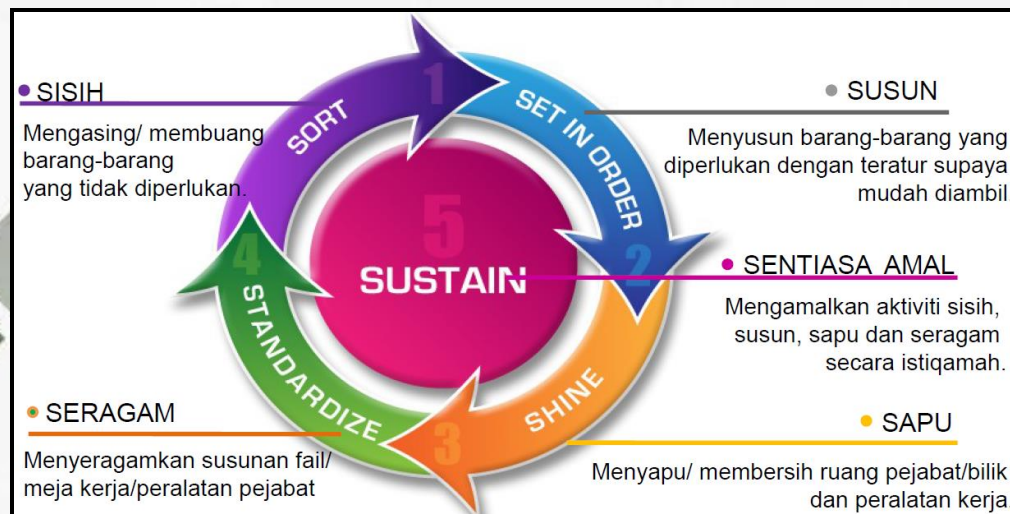 SISIH
Mengasing/ membuang
barang-barang
yang tidak diperlukan.
1
SORT
SET IN ORDER
2
SUSUN
Menyusun barang-barang yang
diperlukan dengan teratur supaya
mudah diambil
5
SUSTAIN
SENTIASA AMAL
Mengamalkan aktiviti sisih,
susun, sapu dan seragam
secara istiqamah.
4
STANDARDIZE
3
SHINE
SERAGAM
Menyeragamkan susunan fail/
meja kerja/peralatan pejabat
SAPU
Menyapu/ membersih ruang pejabat/bilik
dan peralatan kerja